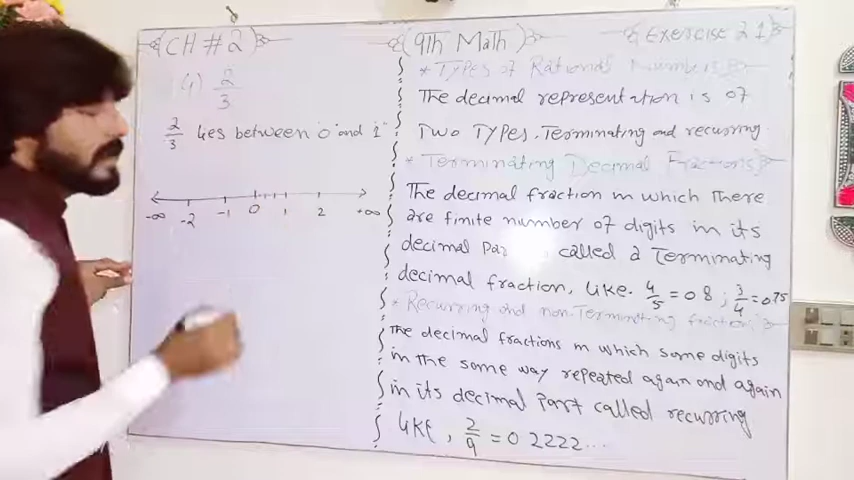 CH # 2
(4) 2/3
2/3 lies between "0" and "1"
-∞ -2 -1 0 1 2 +∞
9th Math
Exercise 2.1
* Types of Rational Numbers
The decimal representation is of
Two Types. Terminating and recurring
* Terminating Decimal Fractions
The decimal fraction in which There
are finite number of digits in its
decimal Part called a Terminating
decimal fraction, like. 4/5 = 0.8 ; 3/4 = 0.75
* Recurring and non-Terminating fraction
The decimal fractions in which some digits
in the same way repeated again and again
in its decimal Part called recurring
like, 2/9 = 0.2222...